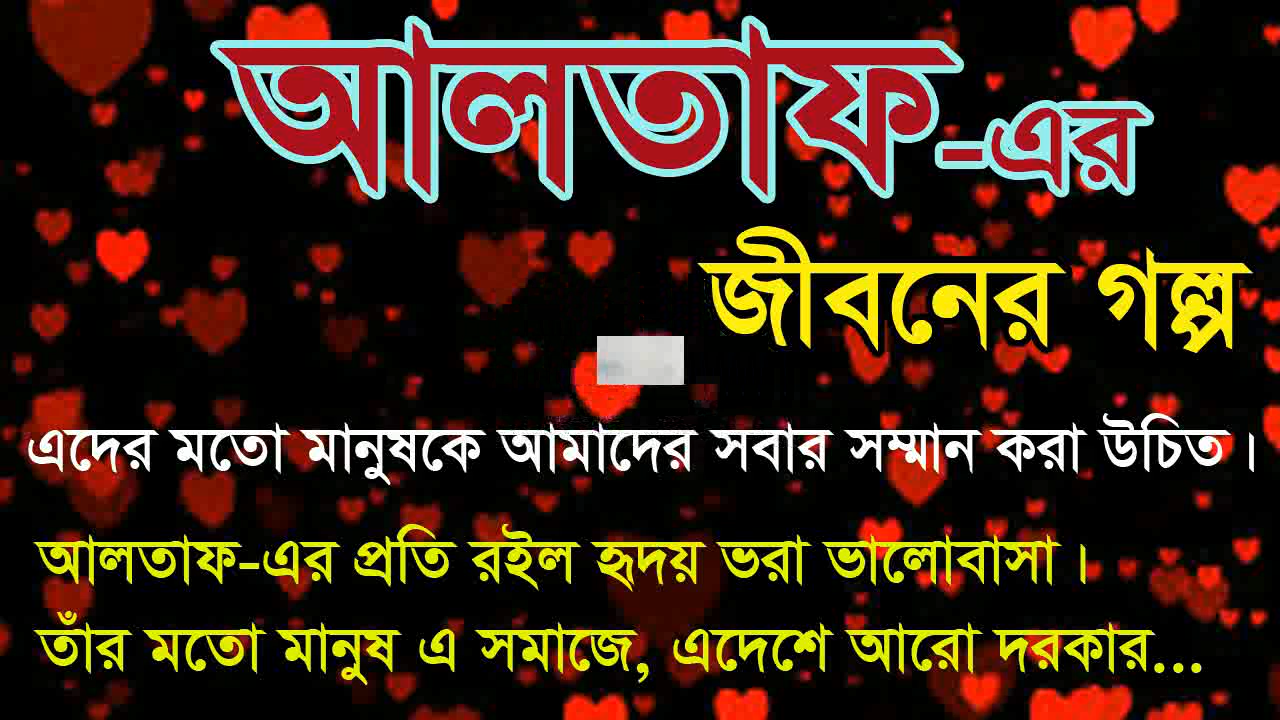 আলতাফ-এর
জীবনের গল্প
এদের মতো মানুষকে আমাদের সবার সম্মান করা উচিত।
আলতাফ-এর প্রতি রইল হৃদয় ভরা ভালোবাসা।
তাঁর মতো মানুষ এ সমাজে, এদেশে আরো দরকার...